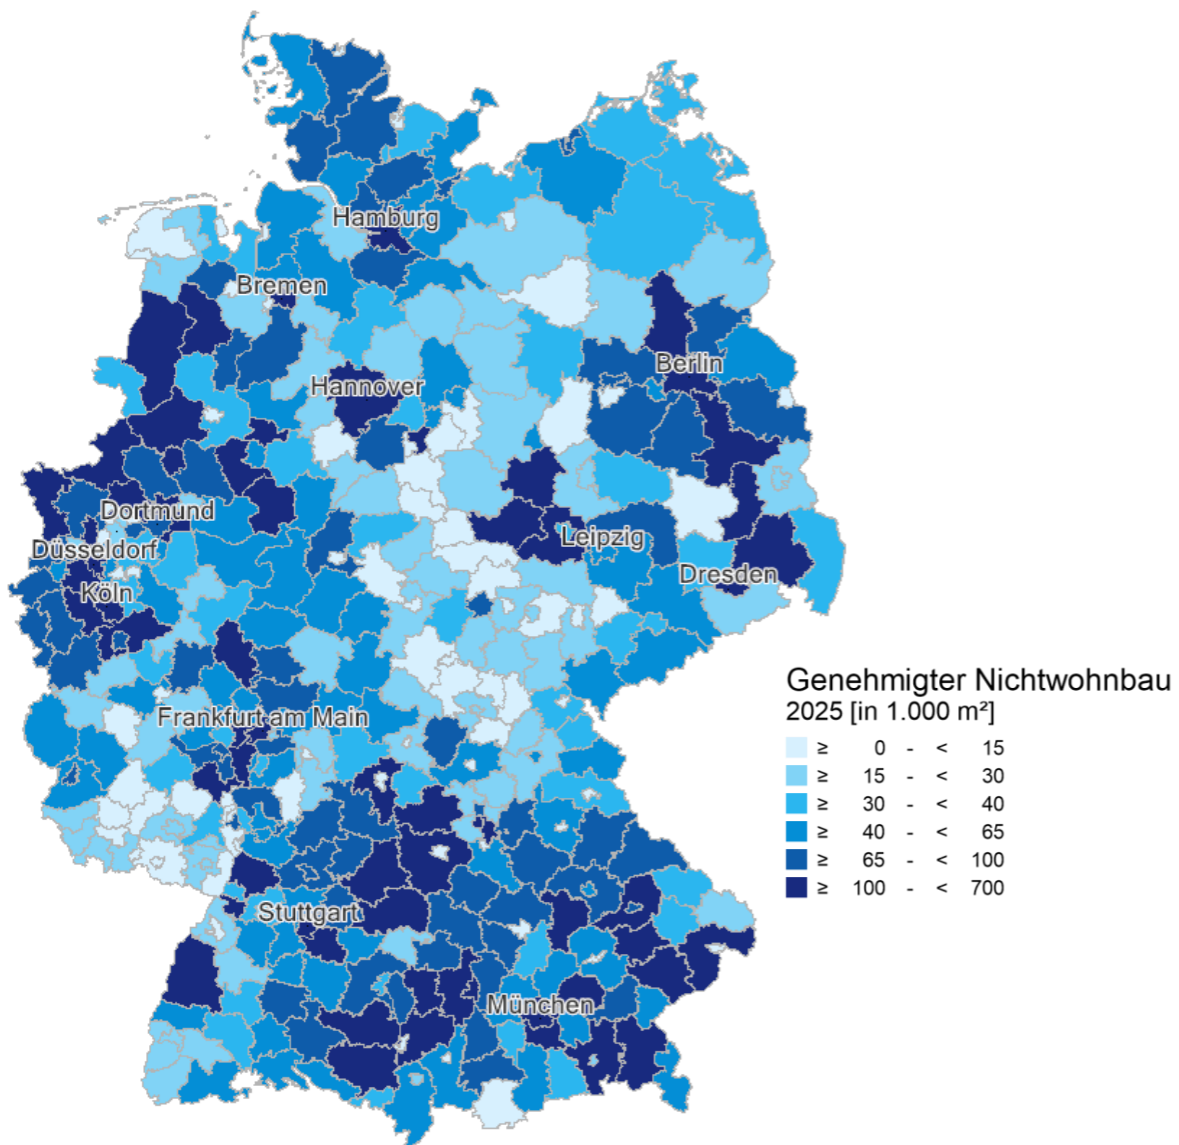 Hamburg
Bremen
Berlin
Hannover
Dortmund
Leipzig
Düsseldorf
Dresden
Köln
Genehmigter Nichtwohnbau
2025 [in 1.000 m²]
Frankfurt am Main
≥ 0 - < 15
≥ 15 - < 30
≥ 30 - < 40
≥ 40 - < 65
≥ 65 - < 100
≥ 100 - < 700
Stuttgart
München